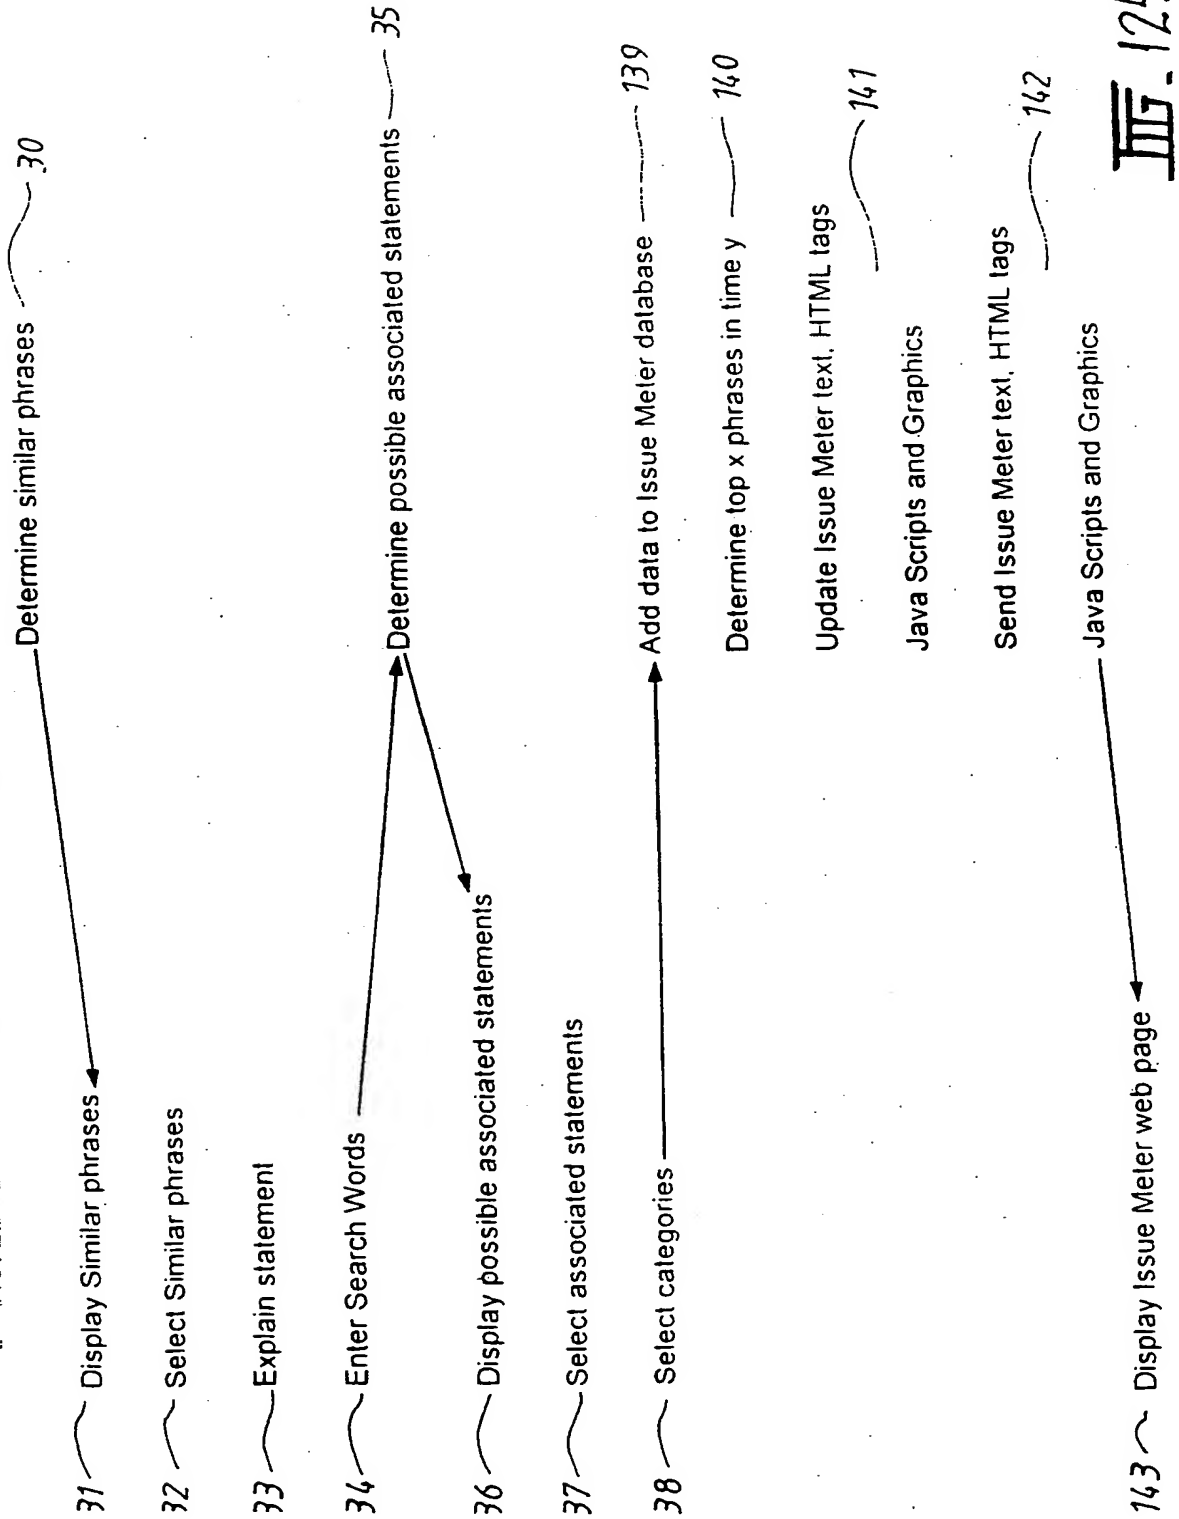 Determine similar phrases 30
31 Display Similar phrases
32 Select Similar phrases
33 Explain statement
34 Enter Search Words
Determine possible associated statements 35
36 Display possible associated statements
37 Select associated statements
38 Select categories
Add data to Issue Meter database 139
Determine top x phrases in time y 140
Update Issue Meter text, HTML tags 141
Java Scripts and Graphics
Send Issue Meter text, HTML tags 142
Java Scripts and Graphics
143 Display Issue Meter web page